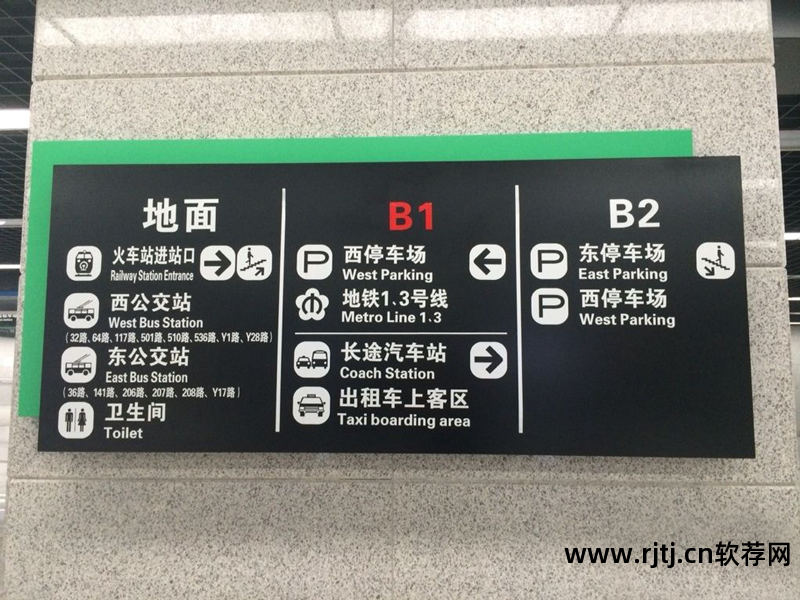 地面
火车站进站口
Railway Station Entrance
西公交站
West Bus Station
(32路、64路、117路、501路、510路、536路、Y1路、Y28路)
东公交站
East Bus Station
(36路、141路、206路、207路、208路、Y17路)
卫生间
Toilet
B1
P 西停车场
West Parking
地铁1、3号线
Metro Line 1、3
长途汽车站
Coach Station
出租车上客区
Taxi boarding area
B2
P 东停车场
East Parking
P 西停车场
West Parking
www.rjtj.cn软荐网